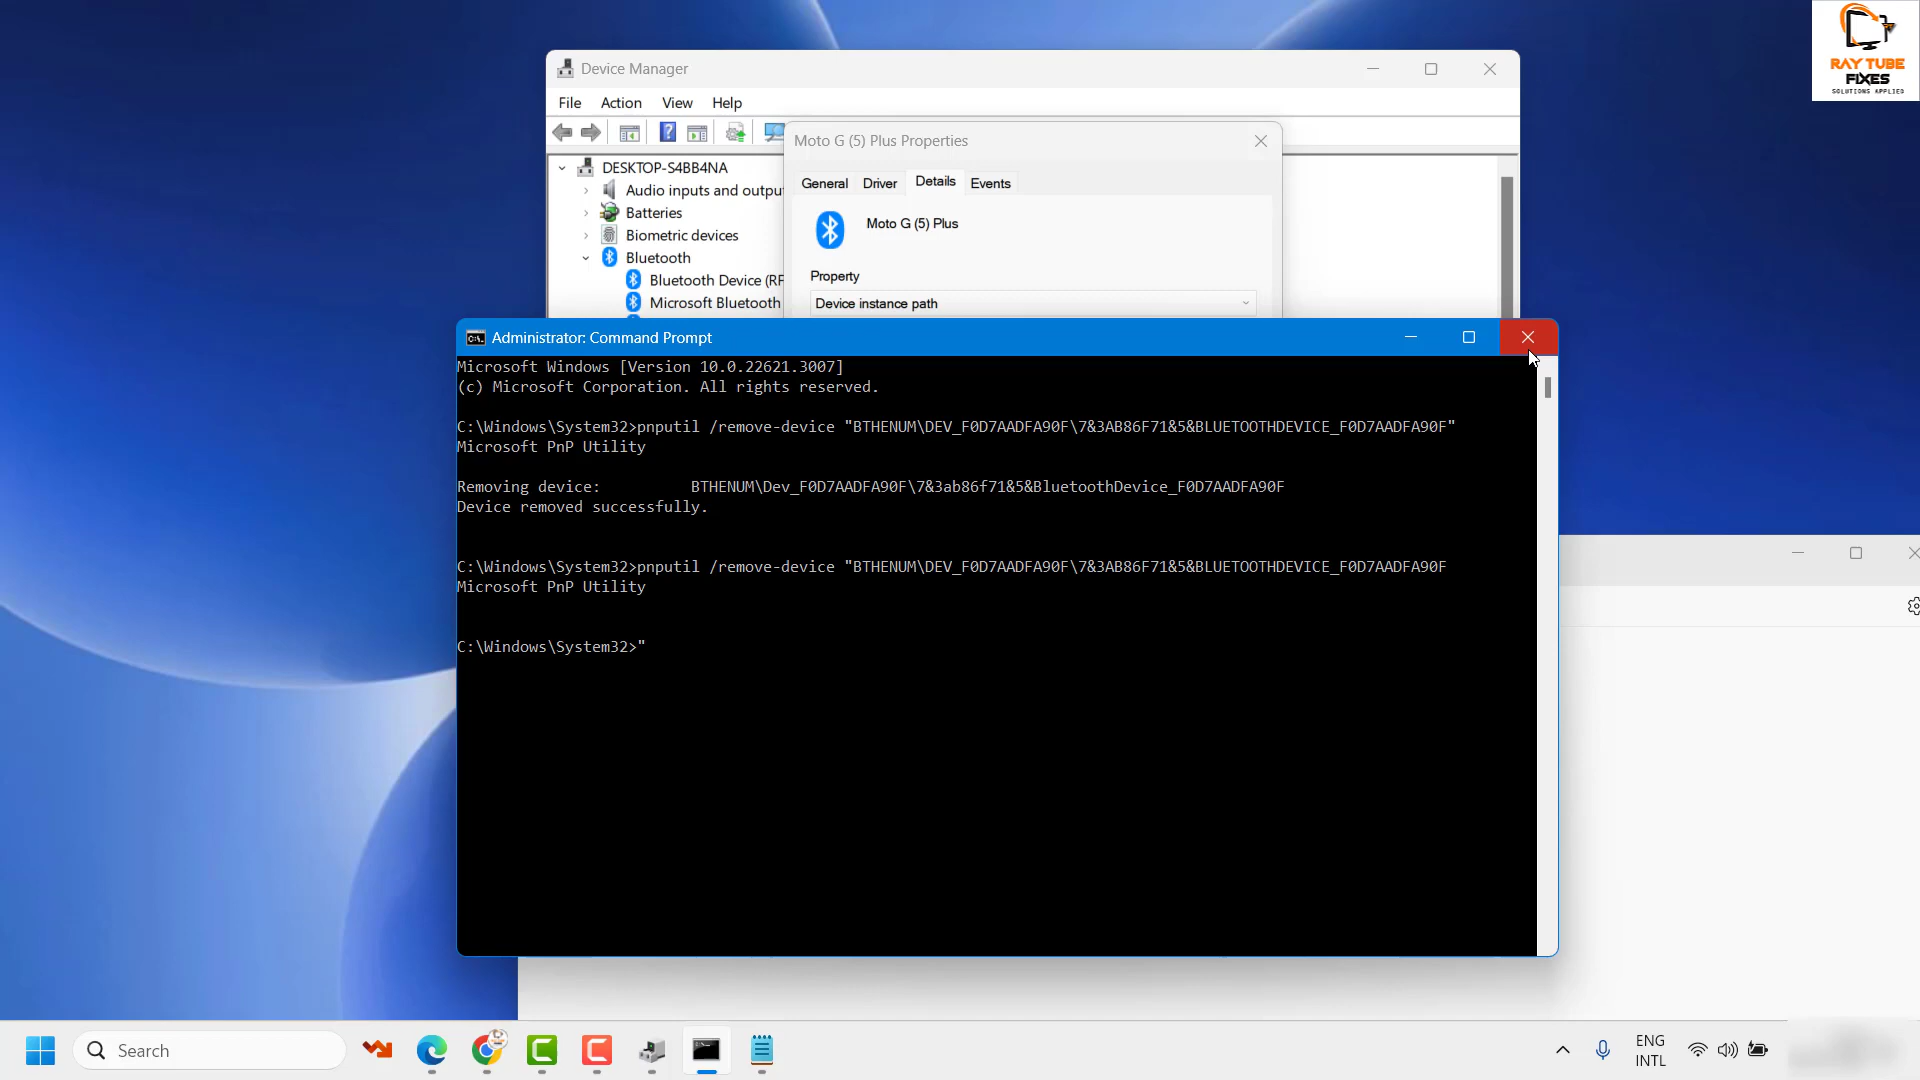 RAY TUBE
FIXES
SOLUTIONS APPLIED
Device Manager
File Action View Help
Moto G (5) Plus Properties
DESKTOP-S4BB4NA
Audio inputs and outpu
General Driver Details Events
Batteries
Moto G (5) Plus
Biometric devices
Bluetooth
Property
Bluetooth Device (RF
Microsoft Bluetooth
Device instance path
Administrator: Command Prompt
Microsoft Windows [Version 10.0.22621.3007]
(c) Microsoft Corporation. All rights reserved.
C:\Windows\System32>pnputil /remove-device "BTHENUM\DEV_F0D7AADFA90F\7&3AB86F71&5&BLUETOOTHDEVICE_F0D7AADFA90F"
Microsoft PnP Utility
Removing device: BTHENUM\Dev_F0D7AADFA90F\7&3ab86f71&5&BluetoothDevice_F0D7AADFA90F
Device removed successfully.
C:\Windows\System32>pnputil /remove-device "BTHENUM\DEV_F0D7AADFA90F\7&3AB86F71&5&BLUETOOTHDEVICE_F0D7AADFA90F
Microsoft PnP Utility
C:\Windows\System32>"
Search
ENG
INTL